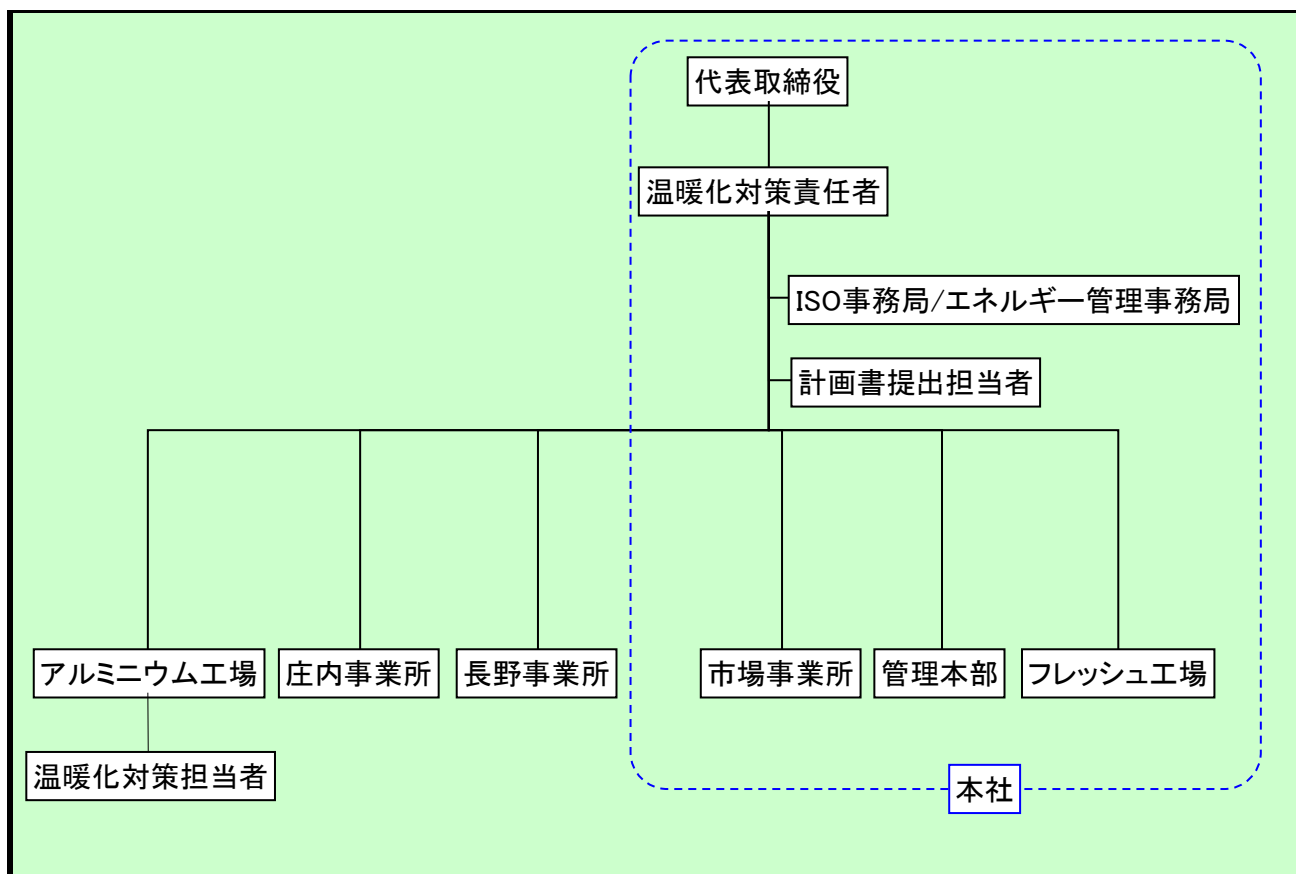 代表取締役
温暖化対策責任者
ISO事務局/エネルギー管理事務局
計画書提出担当者
アルミニウム工場
庄内事業所
長野事業所
市場事業所
管理本部
フレッシュ工場
温暖化対策担当者
本社